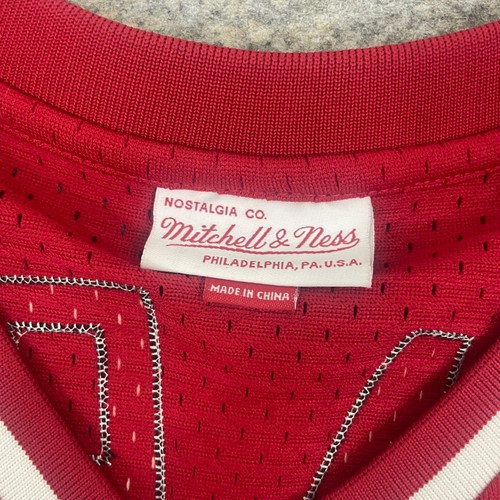 NOSTALGIA CO.
Mitchell & Ness
PHILADELPHIA, PA. U.S.A.
MADE IN CHINA